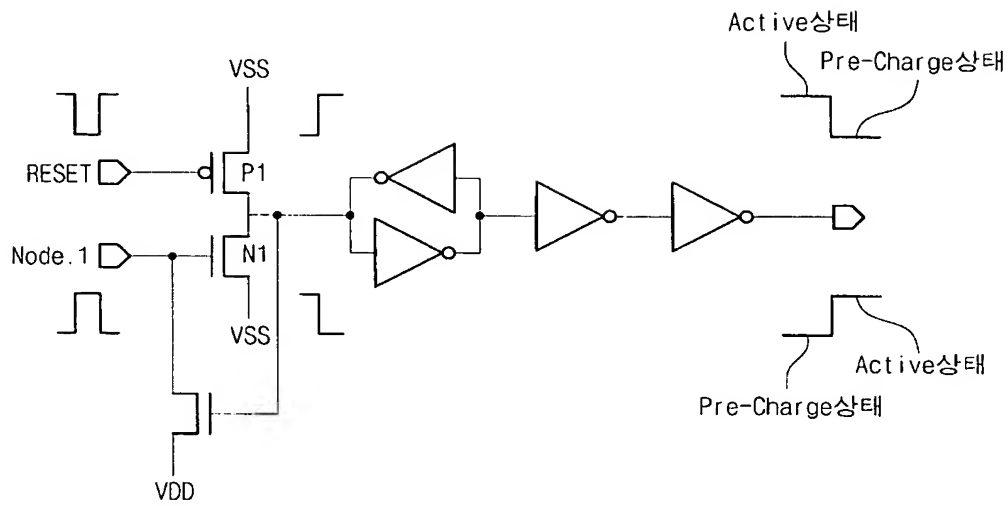 Active상태
Pre-Charge상태
VSS
RESET
P1
Node.1
N1
VSS
Active상태
Pre-Charge상태
VDD